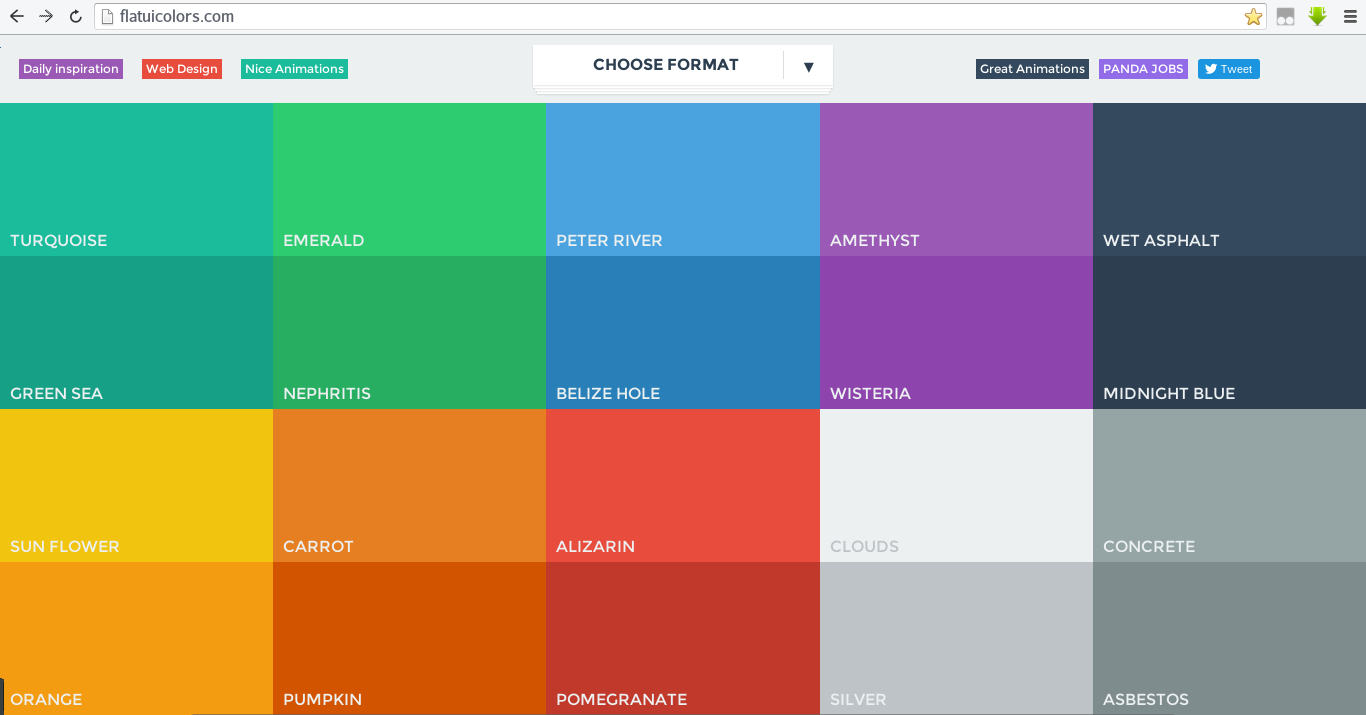 flatuicolors.com
Daily inspiration
Web Design
Nice Animations
CHOOSE FORMAT
▼
Great Animations
PANDA JOBS
Tweet
TURQUOISE
EMERALD
PETER RIVER
AMETHYST
WET ASPHALT
GREEN SEA
NEPHRITIS
BELIZE HOLE
WISTERIA
MIDNIGHT BLUE
SUN FLOWER
CARROT
ALIZARIN
CLOUDS
CONCRETE
ORANGE
PUMPKIN
POMEGRANATE
SILVER
ASBESTOS